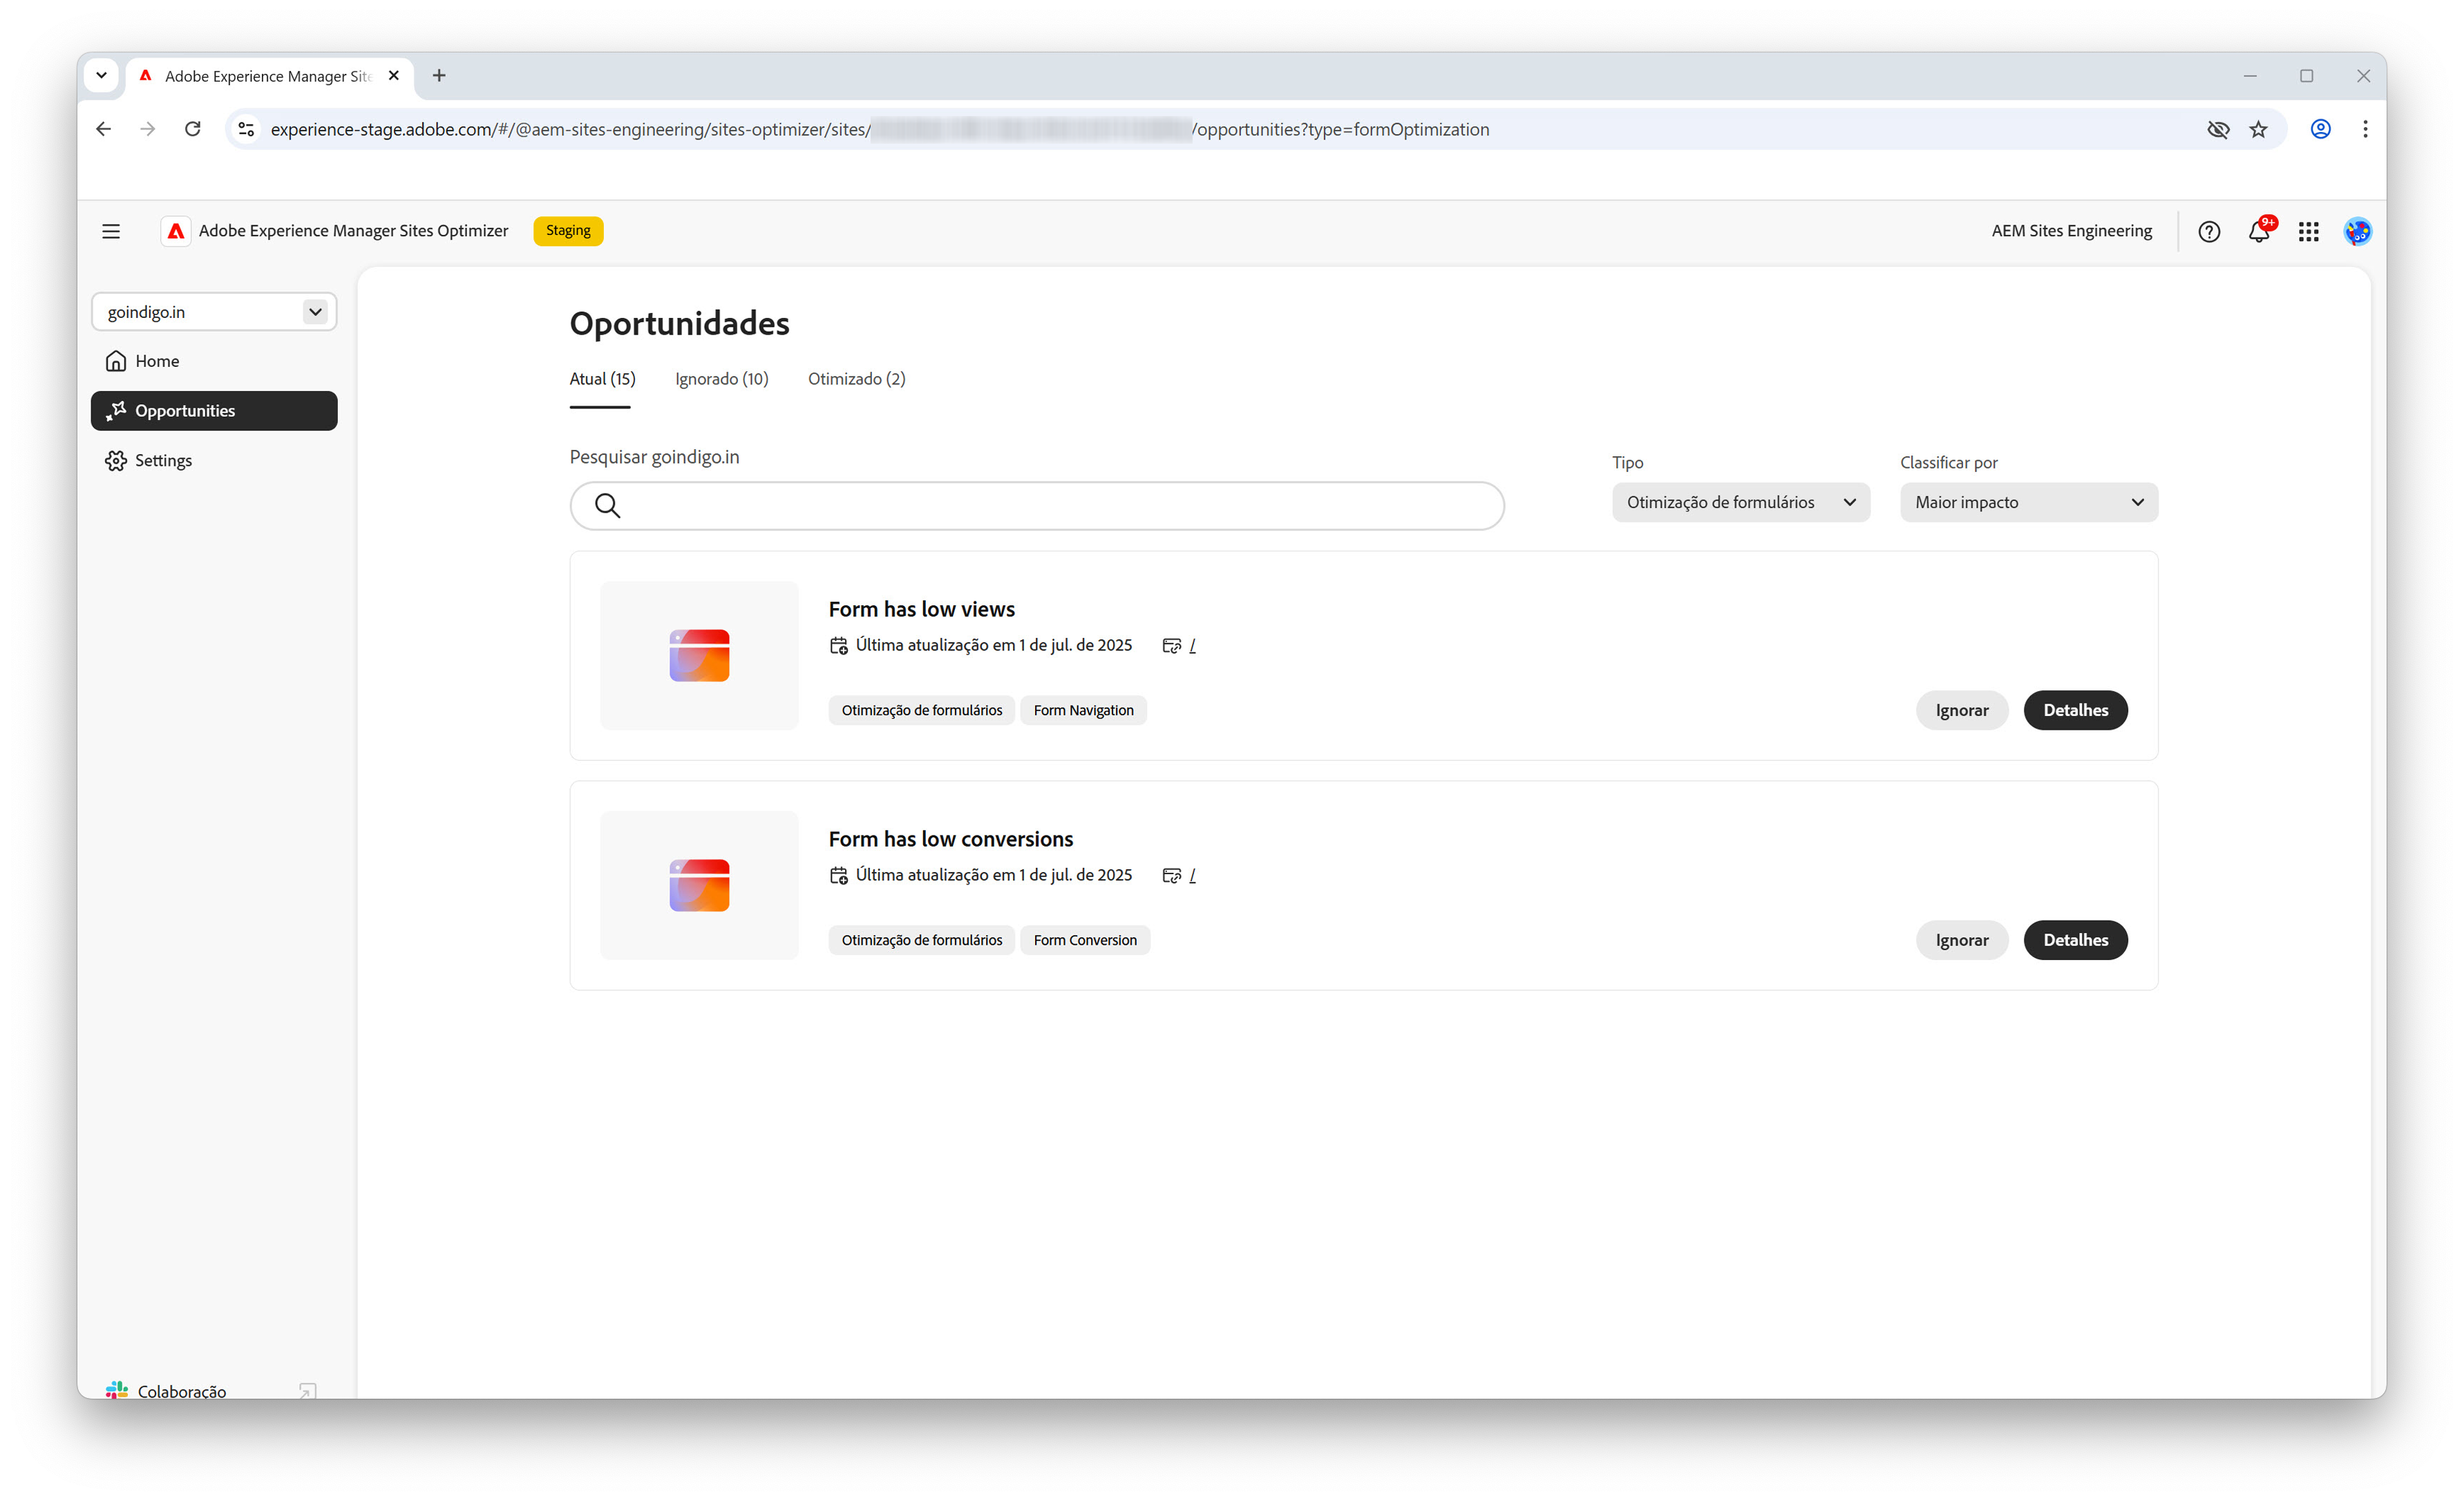 Adobe Experience Manager Site
experience-stage.adobe.com/#/@aem-sites-engineering/sites-optimizer/sites/ /opportunities?type=formOptimization
Adobe Experience Manager Sites Optimizer
Staging
AEM Sites Engineering
9+
goindigo.in
Home
Opportunities
Settings
Colaboração
Oportunidades
Atual (15)
Ignorado (10)
Otimizado (2)
Pesquisar goindigo.in
Tipo
Otimização de formulários
Classificar por
Maior impacto
Form has low views
Última atualização em 1 de jul. de 2025
/
Otimização de formulários
Form Navigation
Ignorar
Detalhes
Form has low conversions
Última atualização em 1 de jul. de 2025
/
Otimização de formulários
Form Conversion
Ignorar
Detalhes